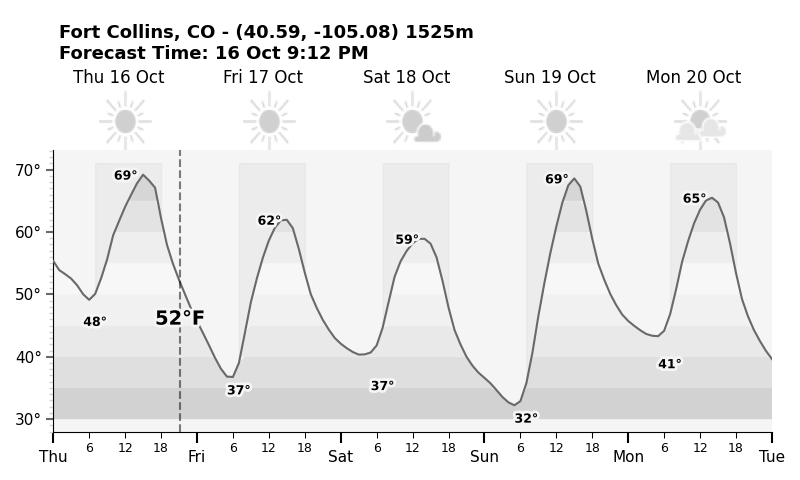 Fort Collins, CO - (40.59, -105.08) 1525m
Forecast Time: 16 Oct 9:12 PM
Thu 16 Oct Fri 17 Oct Sat 18 Oct Sun 19 Oct Mon 20 Oct
70°
60°
50°
40°
30°
69° 62° 59° 69° 65°
52°F
48° 37° 37° 32° 41°
6 12 18 6 12 18 6 12 18 6 12 18 6 12 18
Thu Fri Sat Sun Mon Tue